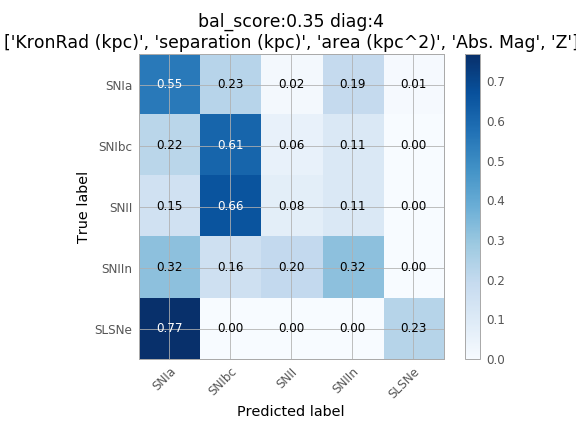 bal_score:0.35 diag:4
['KronRad (kpc)', 'separation (kpc)', 'area (kpc^2)', 'Abs. Mag', 'Z']
SNIa 0.55 0.23 0.02 0.19 0.01
SNIbc 0.22 0.61 0.06 0.11 0.00
SNII 0.15 0.66 0.08 0.11 0.00
SNIIn 0.32 0.16 0.20 0.32 0.00
SLSNe 0.77 0.00 0.00 0.00 0.23
True label
SNIa SNIbc SNII SNIIn SLSNe
Predicted label
0.7
0.6
0.5
0.4
0.3
0.2
0.1
0.0